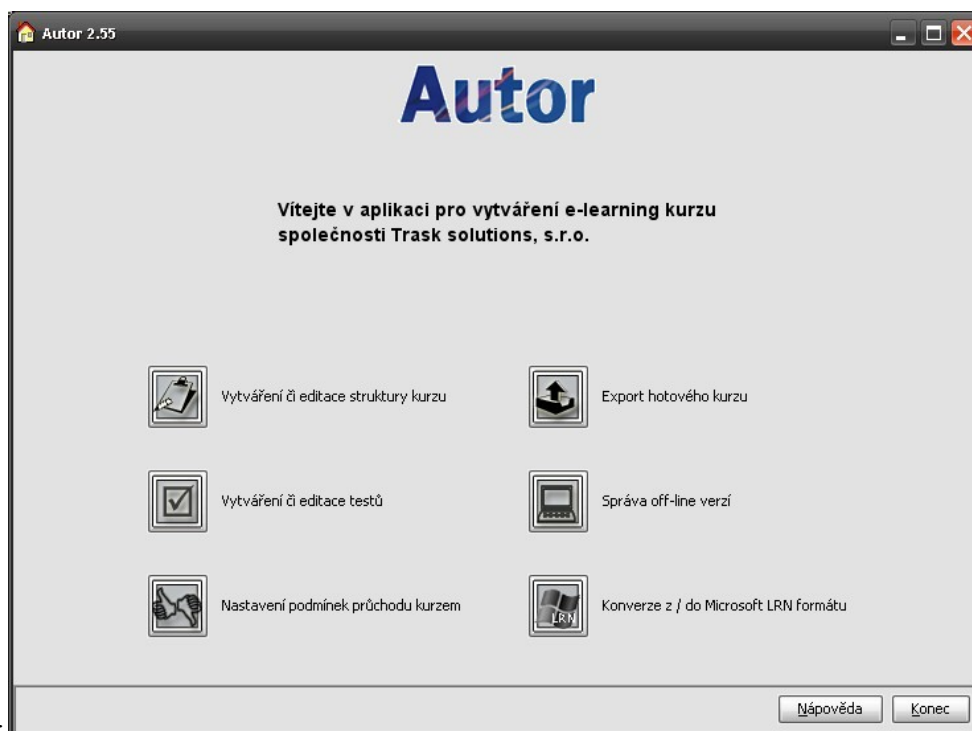 Autor 2.55
Autor
Vítejte v aplikaci pro vytváření e-learning kurzu
společnosti Trask solutions, s.r.o.
Vytváření či editace struktury kurzu
Export hotového kurzu
Vytváření či editace testů
Správa off-line verzí
Nastavení podmínek průchodu kurzem
LRN
Konverze z / do Microsoft LRN formátu
Nápověda
Konec